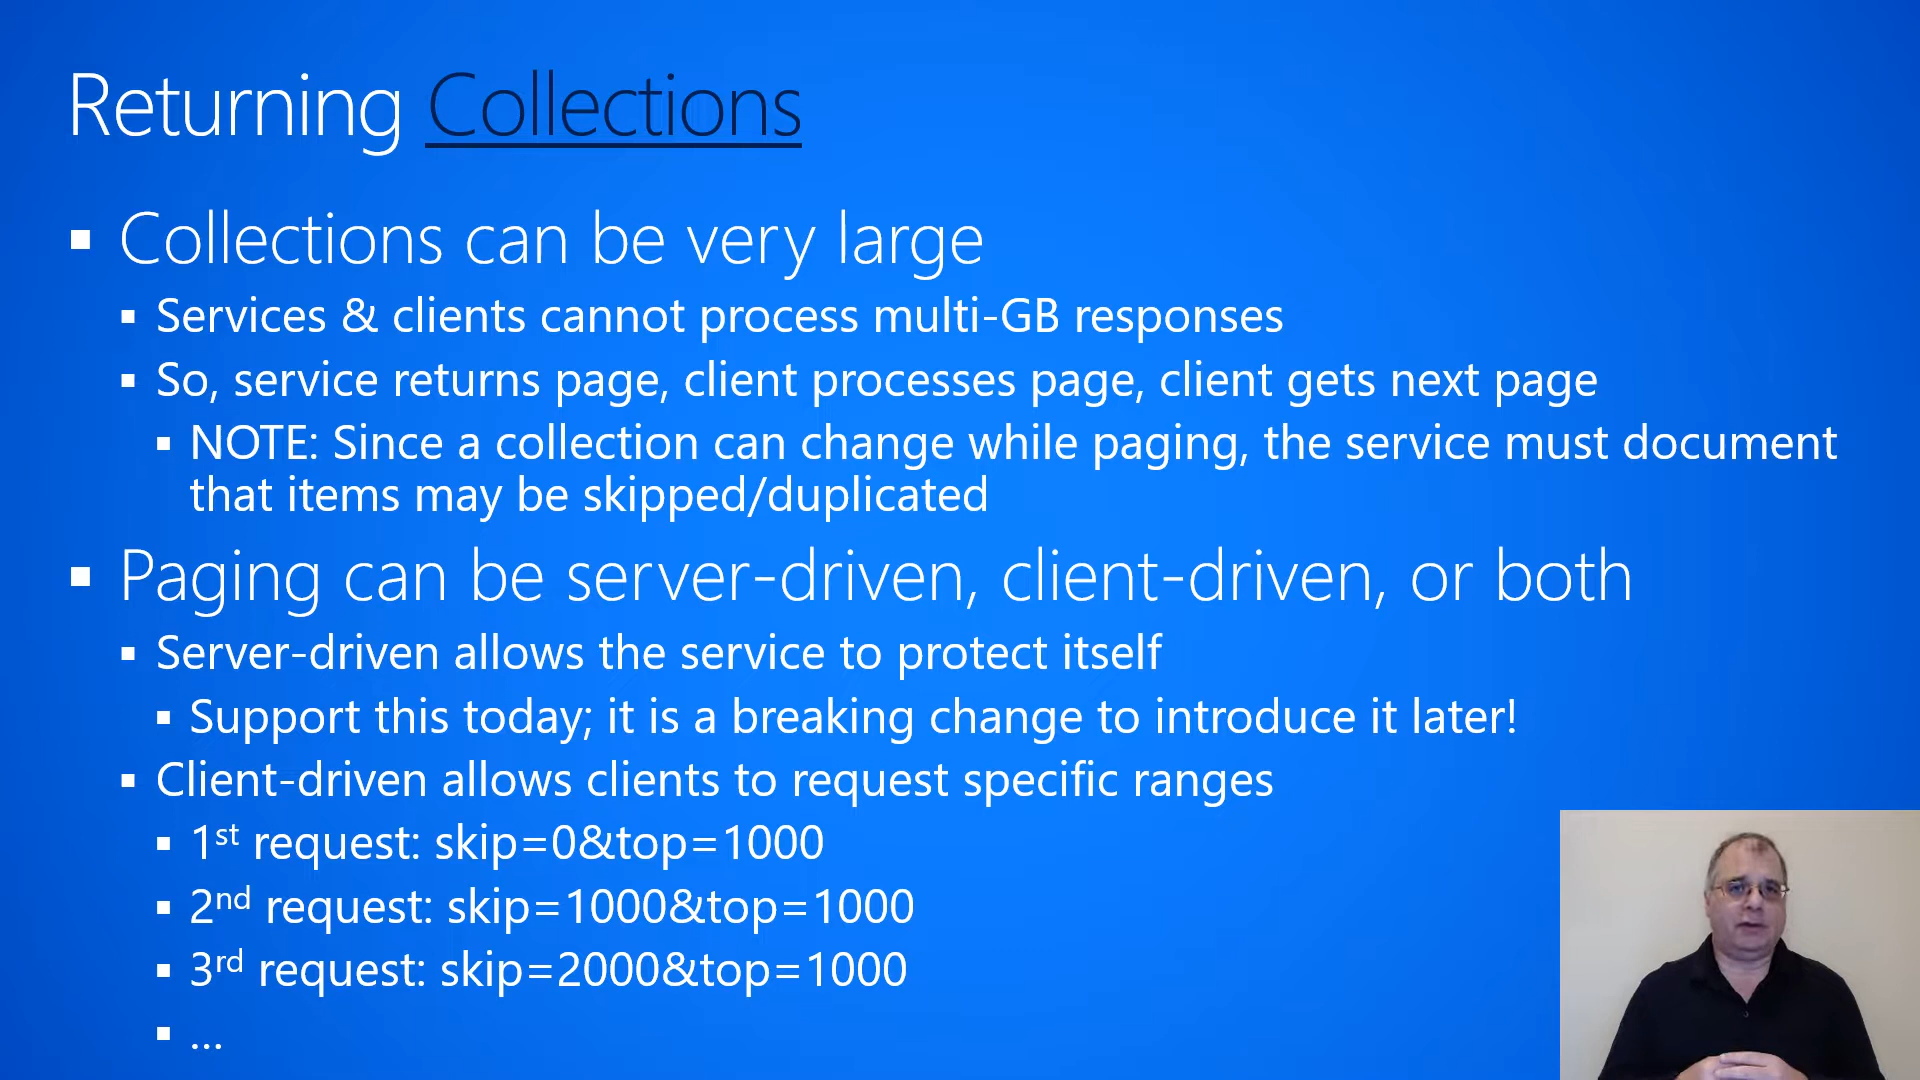 Returning Collections
Collections can be very large
Services & clients cannot process multi-GB responses
So, service returns page, client processes page, client gets next page
NOTE: Since a collection can change while paging, the service must document
that items may be skipped/duplicated
Paging can be server-driven, client-driven, or both
Server-driven allows the service to protect itself
Support this today; it is a breaking change to introduce it later!
Client-driven allows clients to request specific ranges
1st request: skip=0&top=1000
2nd request: skip=1000&top=1000
3rd request: skip=2000&top=1000
...